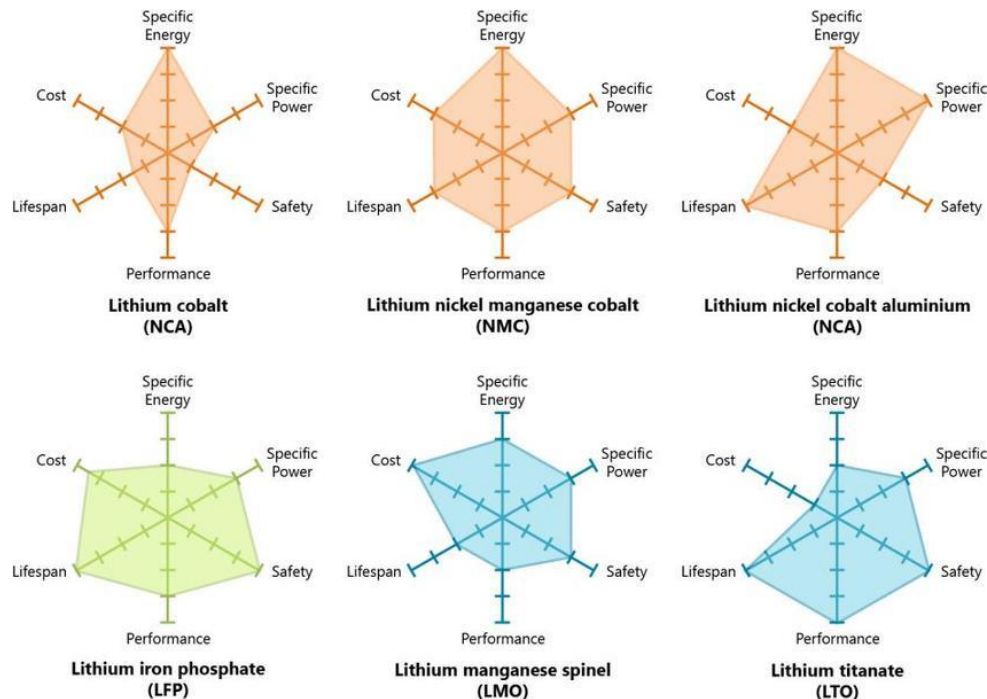 Specific
Energy
Cost
Specific
Power
Lifespan
Safety
Performance
Lithium cobalt
(NCA)
Specific
Energy
Cost
Specific
Power
Lifespan
Safety
Performance
Lithium nickel manganese cobalt
(NMC)
Specific
Energy
Cost
Specific
Power
Lifespan
Safety
Performance
Lithium nickel cobalt aluminium
(NCA)
Specific
Energy
Cost
Specific
Power
Lifespan
Safety
Performance
Lithium iron phosphate
(LFP)
Specific
Energy
Cost
Specific
Power
Lifespan
Safety
Performance
Lithium manganese spinel
(LMO)
Specific
Energy
Cost
Specific
Power
Lifespan
Safety
Performance
Lithium titanate
(LTO)